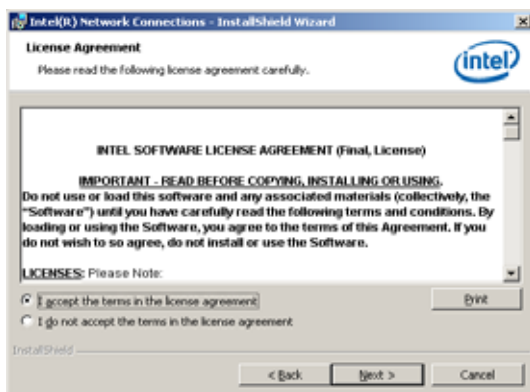 Intel(R) Network Connections - InstallShield Wizard
License Agreement
Please read the following license agreement carefully.
intel
INTEL SOFTWARE LICENSE AGREEMENT (Final, License)
IMPORTANT - READ BEFORE COPYING, INSTALLING OR USING.
Do not use or load this software and any associated materials (collectively, the
"Software") until you have carefully read the following terms and conditions. By
loading or using the Software, you agree to the terms of this Agreement. If you
do not wish to so agree, do not install or use the Software.
LICENSES: Please Note:
I accept the terms in the license agreement
Print
I do not accept the terms in the license agreement
InstallShield
< Back
Next >
Cancel